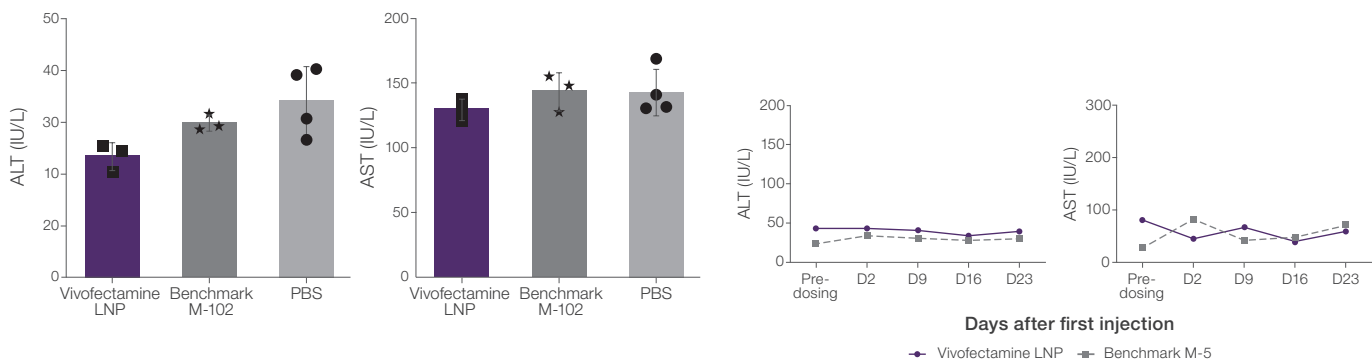 50
40
30
10
20
0
ALT (IU/L)
Vivofectamine
LNP
Benchmark
M-102
PBS
200
150
100
50
0
AST (IU/L)
Vivofectamine
LNP
Benchmark
M-102
PBS
200
150
100
50
0
ALT (IU/L)
Pre-
dosing
D2
D9
D16
D23
300
200
100
0
AST (IU/L)
Pre-
dosing
D2
D9
D16
D23
Days after first injection
Vivofectamine LNP
Benchmark M-5